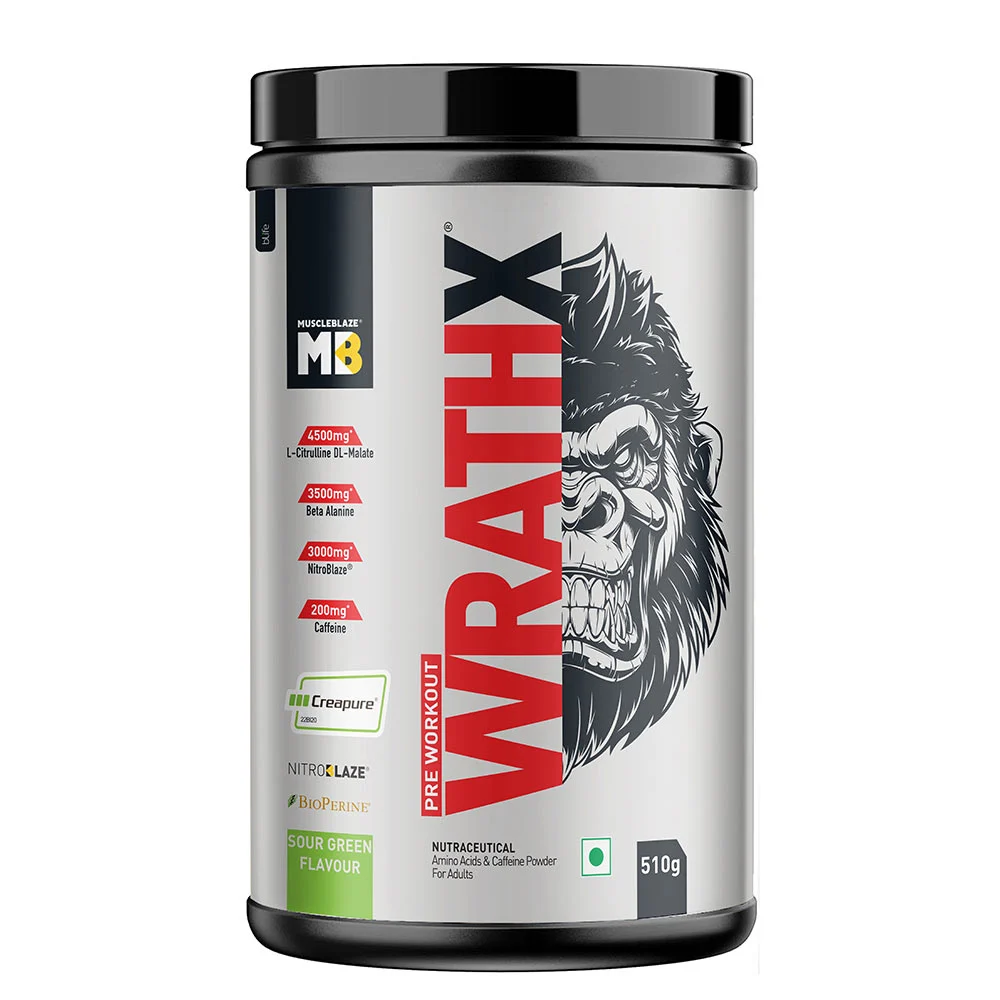 bLife
MUSCLEBLAZE®
MB
4500mg*
L-Citrulline DL-Malate
3500mg*
Beta Alanine
3000mg*
NitroBlaze®
200mg*
Caffeine
Creapure®
228120
NITROBLAZE®
BIOPERINE®
SOUR GREEN
FLAVOUR
PRE WORKOUT
WRATHX®
NUTRACEUTICAL
Amino Acids & Caffeine Powder
For Adults
510g